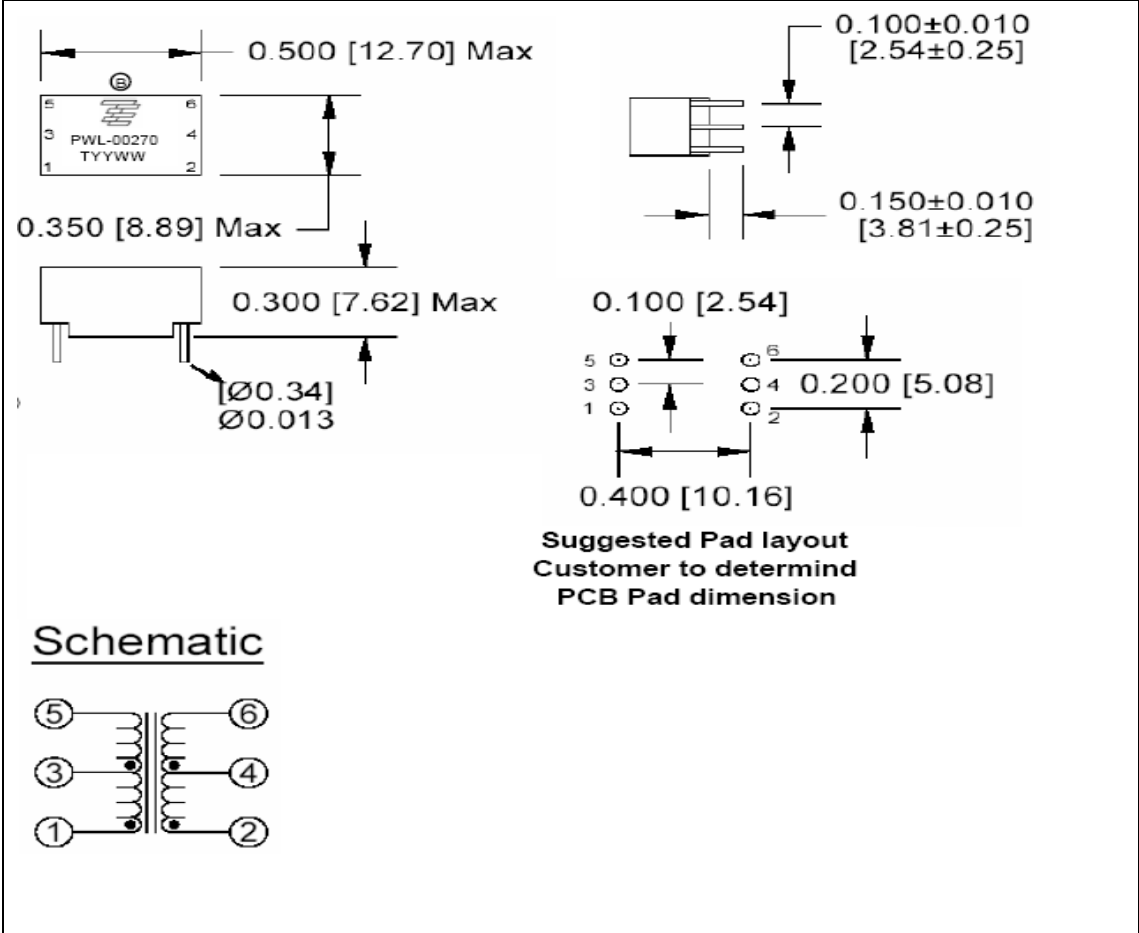 0.500 [12.70] Max
B
5 6
3 PWL-00270 4
TYYWW
1 2
0.350 [8.89] Max
0.300 [7.62] Max
[Ø0.34]
Ø0.013
0.100±0.010
[2.54±0.25]
0.150±0.010
[3.81±0.25]
0.100 [2.54]
5 6
3 4 0.200 [5.08]
1 2
0.400 [10.16]
Suggested Pad layout
Customer to determind
PCB Pad dimension
Schematic
5 6
3 4
1 2